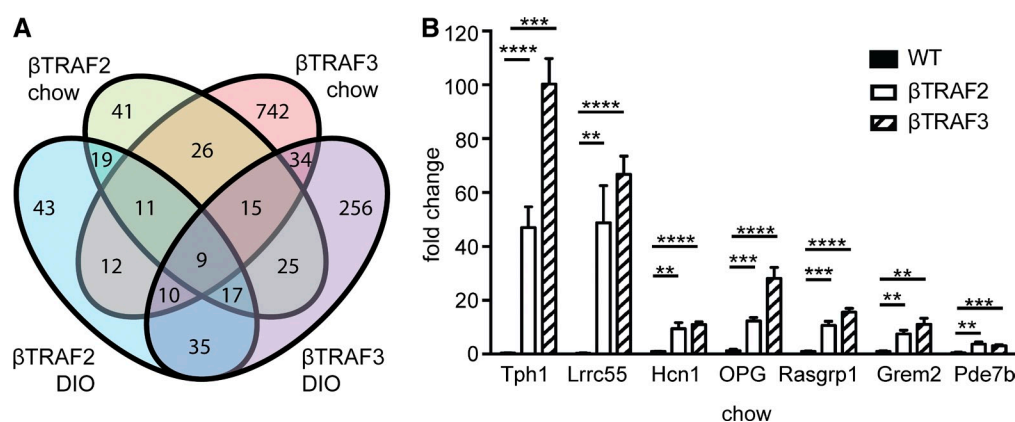 A
βTRAF2
chow
βTRAF3
chow
41
742
19
26
34
43
11
15
256
12
9
25
10
17
35
βTRAF2
DIO
βTRAF3
DIO
B
fold change
120
100
80
60
40
20
0
WT
βTRAF2
βTRAF3
***
****
****
**
****
**
****
***
****
***
**
**
***
**
Tph1 Lrrc55 Hcn1 OPG Rasgrp1 Grem2 Pde7b
chow